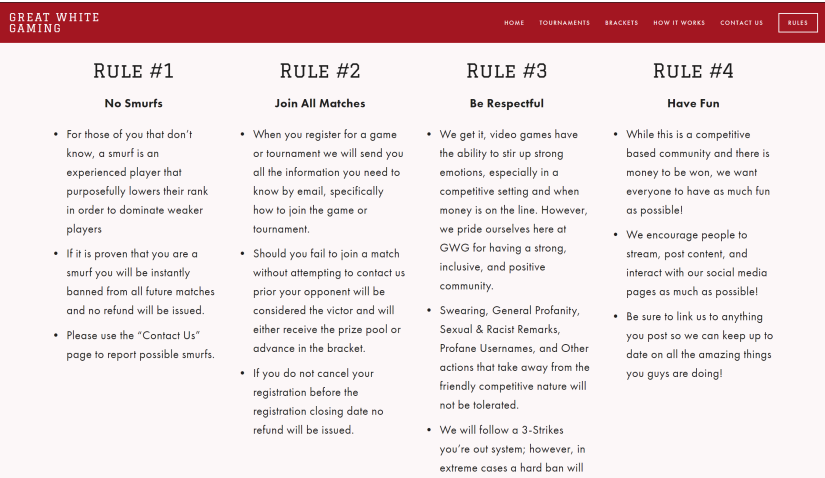 GREAT WHITE
GAMING
HOME
TOURNAMENTS
BRACKETS
HOW IT WORKS
CONTACT US
RULES
Rule #1
No Smurfs
• For those of you that don't
know, a smurf is an
experienced player that
purposefully lowers their rank
in order to dominate weaker
players
• If it is proven that you are a
smurf you will be instantly
banned from all future matches
and no refund will be issued.
• Please use the “Contact Us”
page to report possible smurfs.
Rule #2
Join All Matches
• When you register for a game
or tournament we will send you
all the information you need to
know by email, specifically
how to join the game or
tournament.
• Should you fail to join a match
without attempting to contact us
prior your opponent will be
considered the victor and will
either receive the prize pool or
advance in the bracket.
• If you do not cancel your
registration before the
registration closing date no
refund will be issued.
Rule #3
Be Respectful
• We get it, video games have
the ability to stir up strong
emotions, especially in a
competitive setting and when
money is on the line. However,
we pride ourselves here at
GWG for having a strong,
inclusive, and positive
community.
• Swearing, General Profanity,
Sexual & Racist Remarks,
Profane Usernames, and Other
actions that take away from the
friendly competitive nature will
not be tolerated.
• We will follow a 3-Strikes
you're out system; however, in
extreme cases a hard ban will
Rule #4
Have Fun
• While this is a competitive
based community and there is
money to be won, we want
everyone to have as much fun
as possible!
• We encourage people to
stream, post content, and
interact with our social media
pages as much as possible!
• Be sure to link us to anything
you post so we can keep up to
date on all the amazing things
you guys are doing!